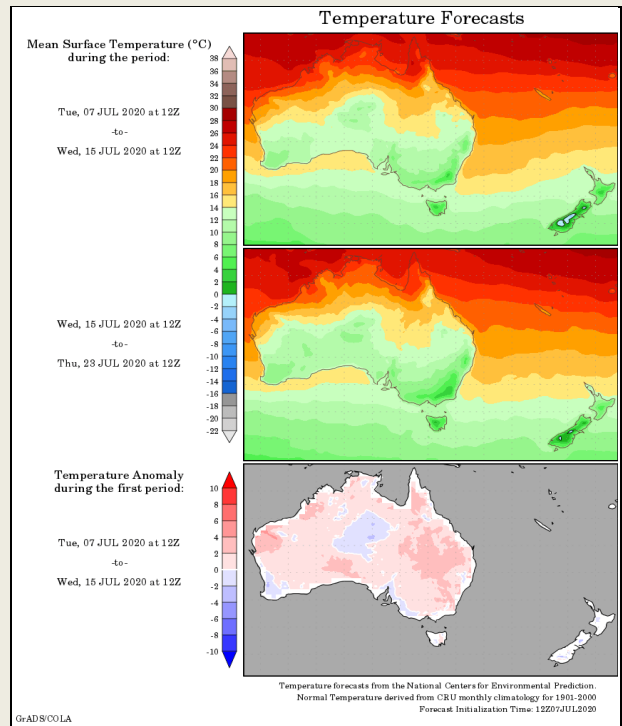 Temperature Forecasts
Mean Surface Temperature (°C)
during the period:
Tue, 07 JUL 2020 at 12Z
-to-
Wed, 15 JUL 2020 at 12Z
38
36
34
32
30
28
26
24
22
20
18
16
14
12
10
8
6
4
2
0
-2
-4
-6
-8
-10
-12
-14
-16
-18
-20
-22
Wed, 15 JUL 2020 at 12Z
-to-
Thu, 23 JUL 2020 at 12Z
Temperature Anomaly
during the first period:
Tue, 07 JUL 2020 at 12Z
-to-
Wed, 15 JUL 2020 at 12Z
10
8
6
4
2
0
-2
-4
-6
-8
-10
Temperature forecasts from the National Centers for Environmental Prediction.
Normal Temperature derived from CRU monthly climatology for 1901-2000
Forecast Initialization Time: 12Z07JUL2020
GrADS/COLA